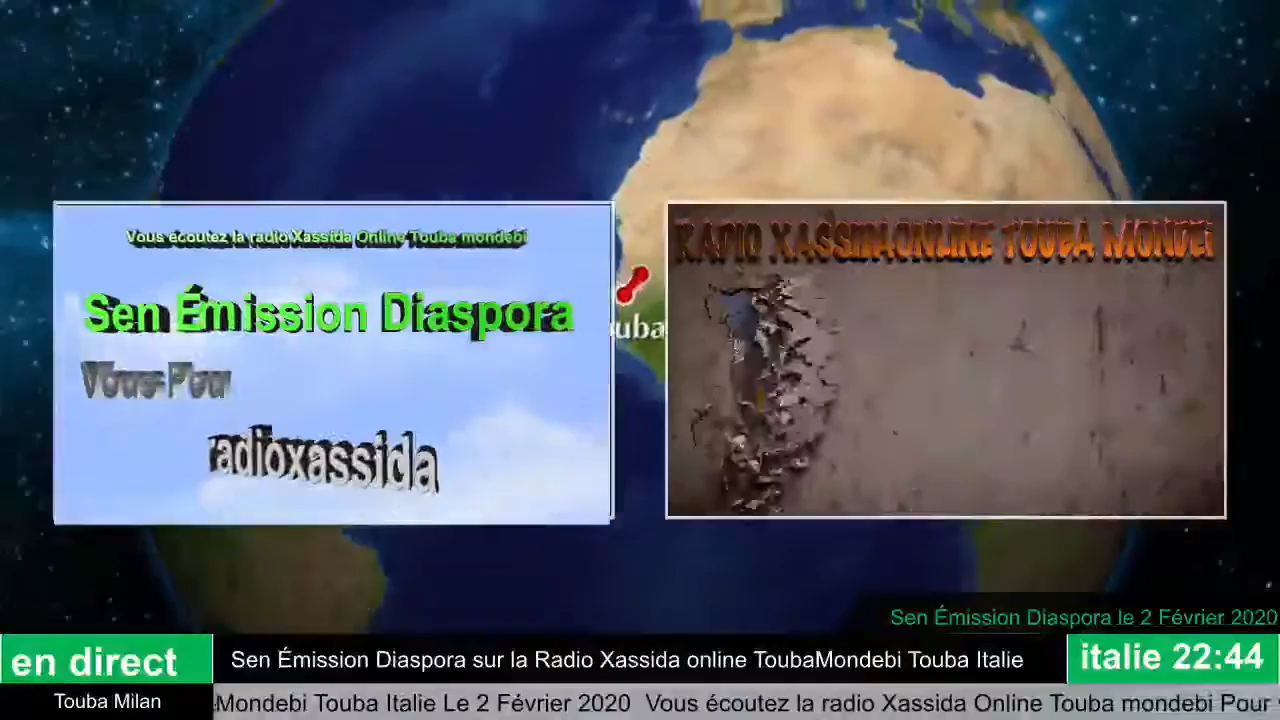 Vous écoutez la radio Xassida Online Touba mondebi
Sen Émission Diaspora
Vous Pour
radioxassida
RADIO XASSIDAONLINE TOUBA MONDEi
ouba
Sen Émission Diaspora le 2 Février 2020
en direct
Sen Émission Diaspora sur la Radio Xassida online ToubaMondebi Touba Italie
italie 22:44
Touba Milan
Mondebi Touba Italie Le 2 Février 2020 Vous écoutez la radio Xassida Online Touba mondebi Pour